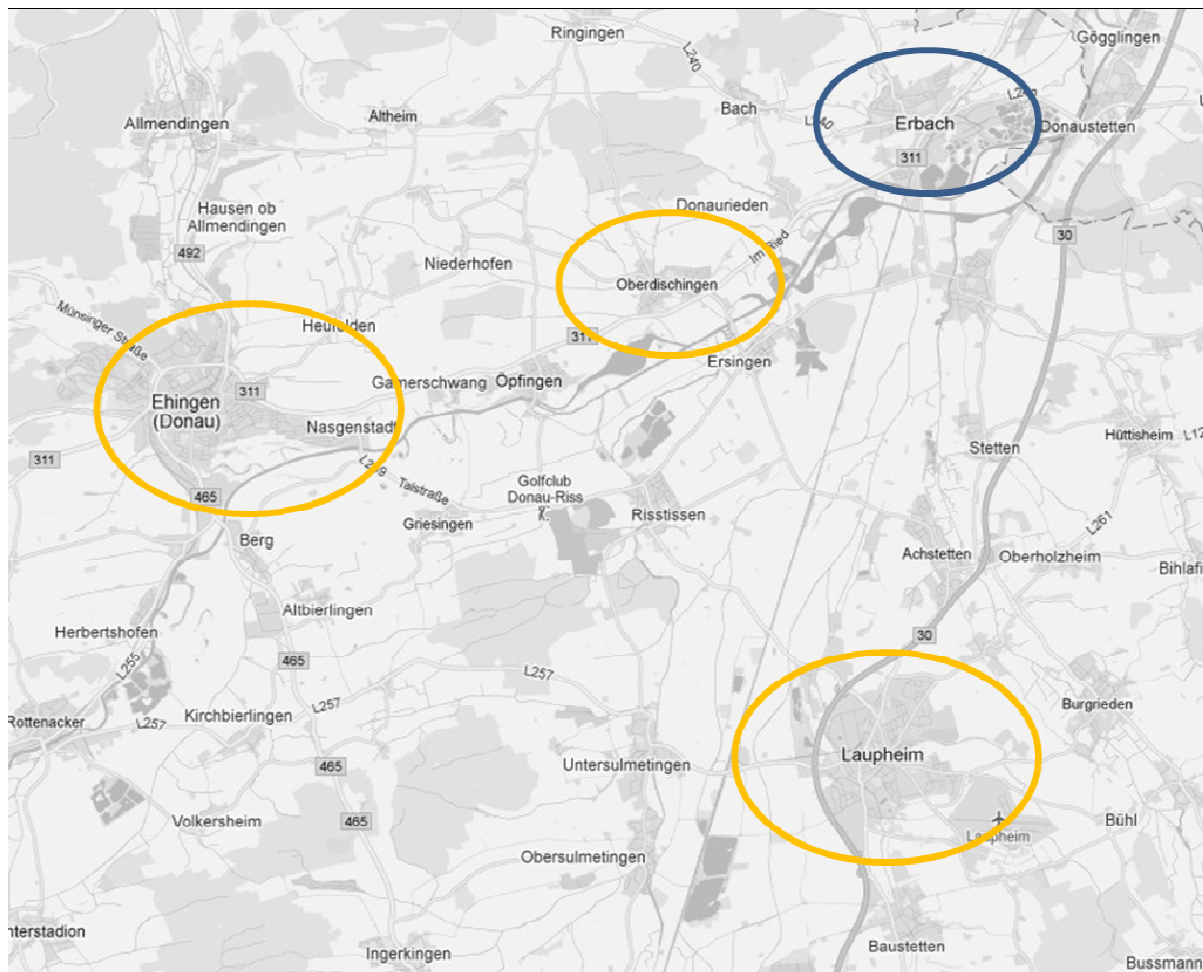 Ringingen
Gögglingen
L240
Bach
Altheim
Allmendingen
L240
Erbach
Donaustetten
311
Donaurieden
Hausen ob
Allmendingen
30
492
Niederhofen
Oberdischingen
Münsinger Straße
Heufelden
311
Ersingen
Gamerschwang
Öpfingen
311
Ehingen
(Donau)
Nasgenstadt
Hüttisheim
Stetten
311
Talstraße
Golfclub
Donau-Riss
465
Risstissen
Griesingen
L261
Berg
Achstetten
Oberholzheim
Altbierlingen
Herbertshofen
30
465
L255
L257
Burgrieden
Rottenacker
L257
Kirchbierlingen
L257
Laupheim
465
Untersulmetingen
Volkersheim
465
Bühl
Laupheim
Obersulmetingen
Baustetten
Ingerkingen